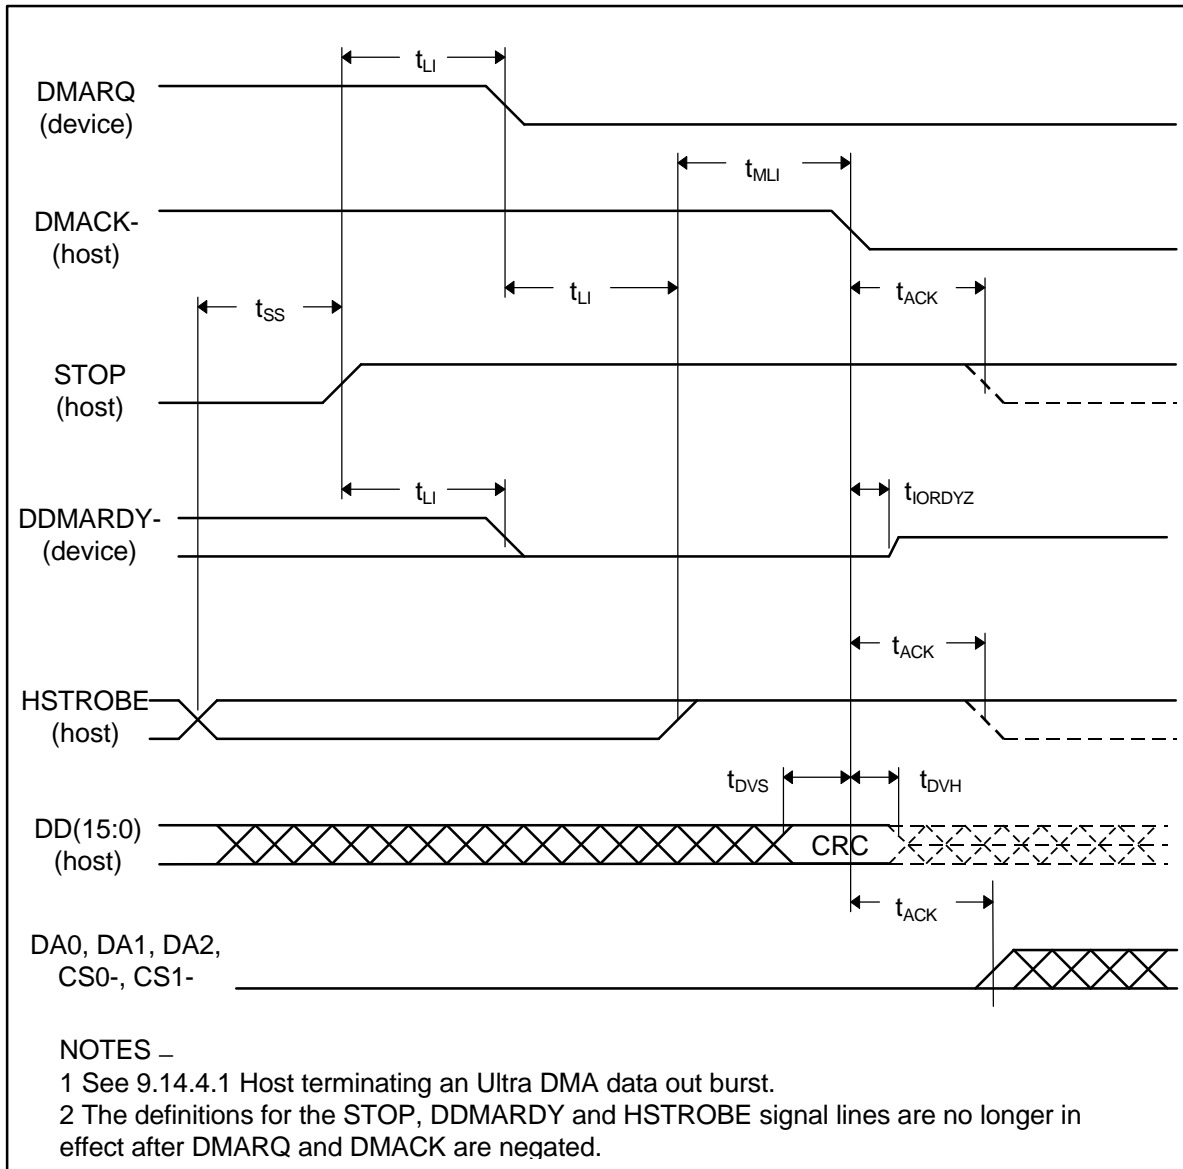 tLI
DMARQ
(device)
tMLI
DMACK-
(host)
tSS
tLI
tACK
STOP
(host)
tLI
tIORDYZ
DDMARDY-
(device)
tACK
HSTROBE
(host)
tDVS
tDVH
DD(15:0)
(host)
CRC
tACK
DA0, DA1, DA2,
CS0-, CS1-
NOTES –
1 See 9.14.4.1 Host terminating an Ultra DMA data out burst.
2 The definitions for the STOP, DDMARDY and HSTROBE signal lines are no longer in
effect after DMARQ and DMACK are negated.